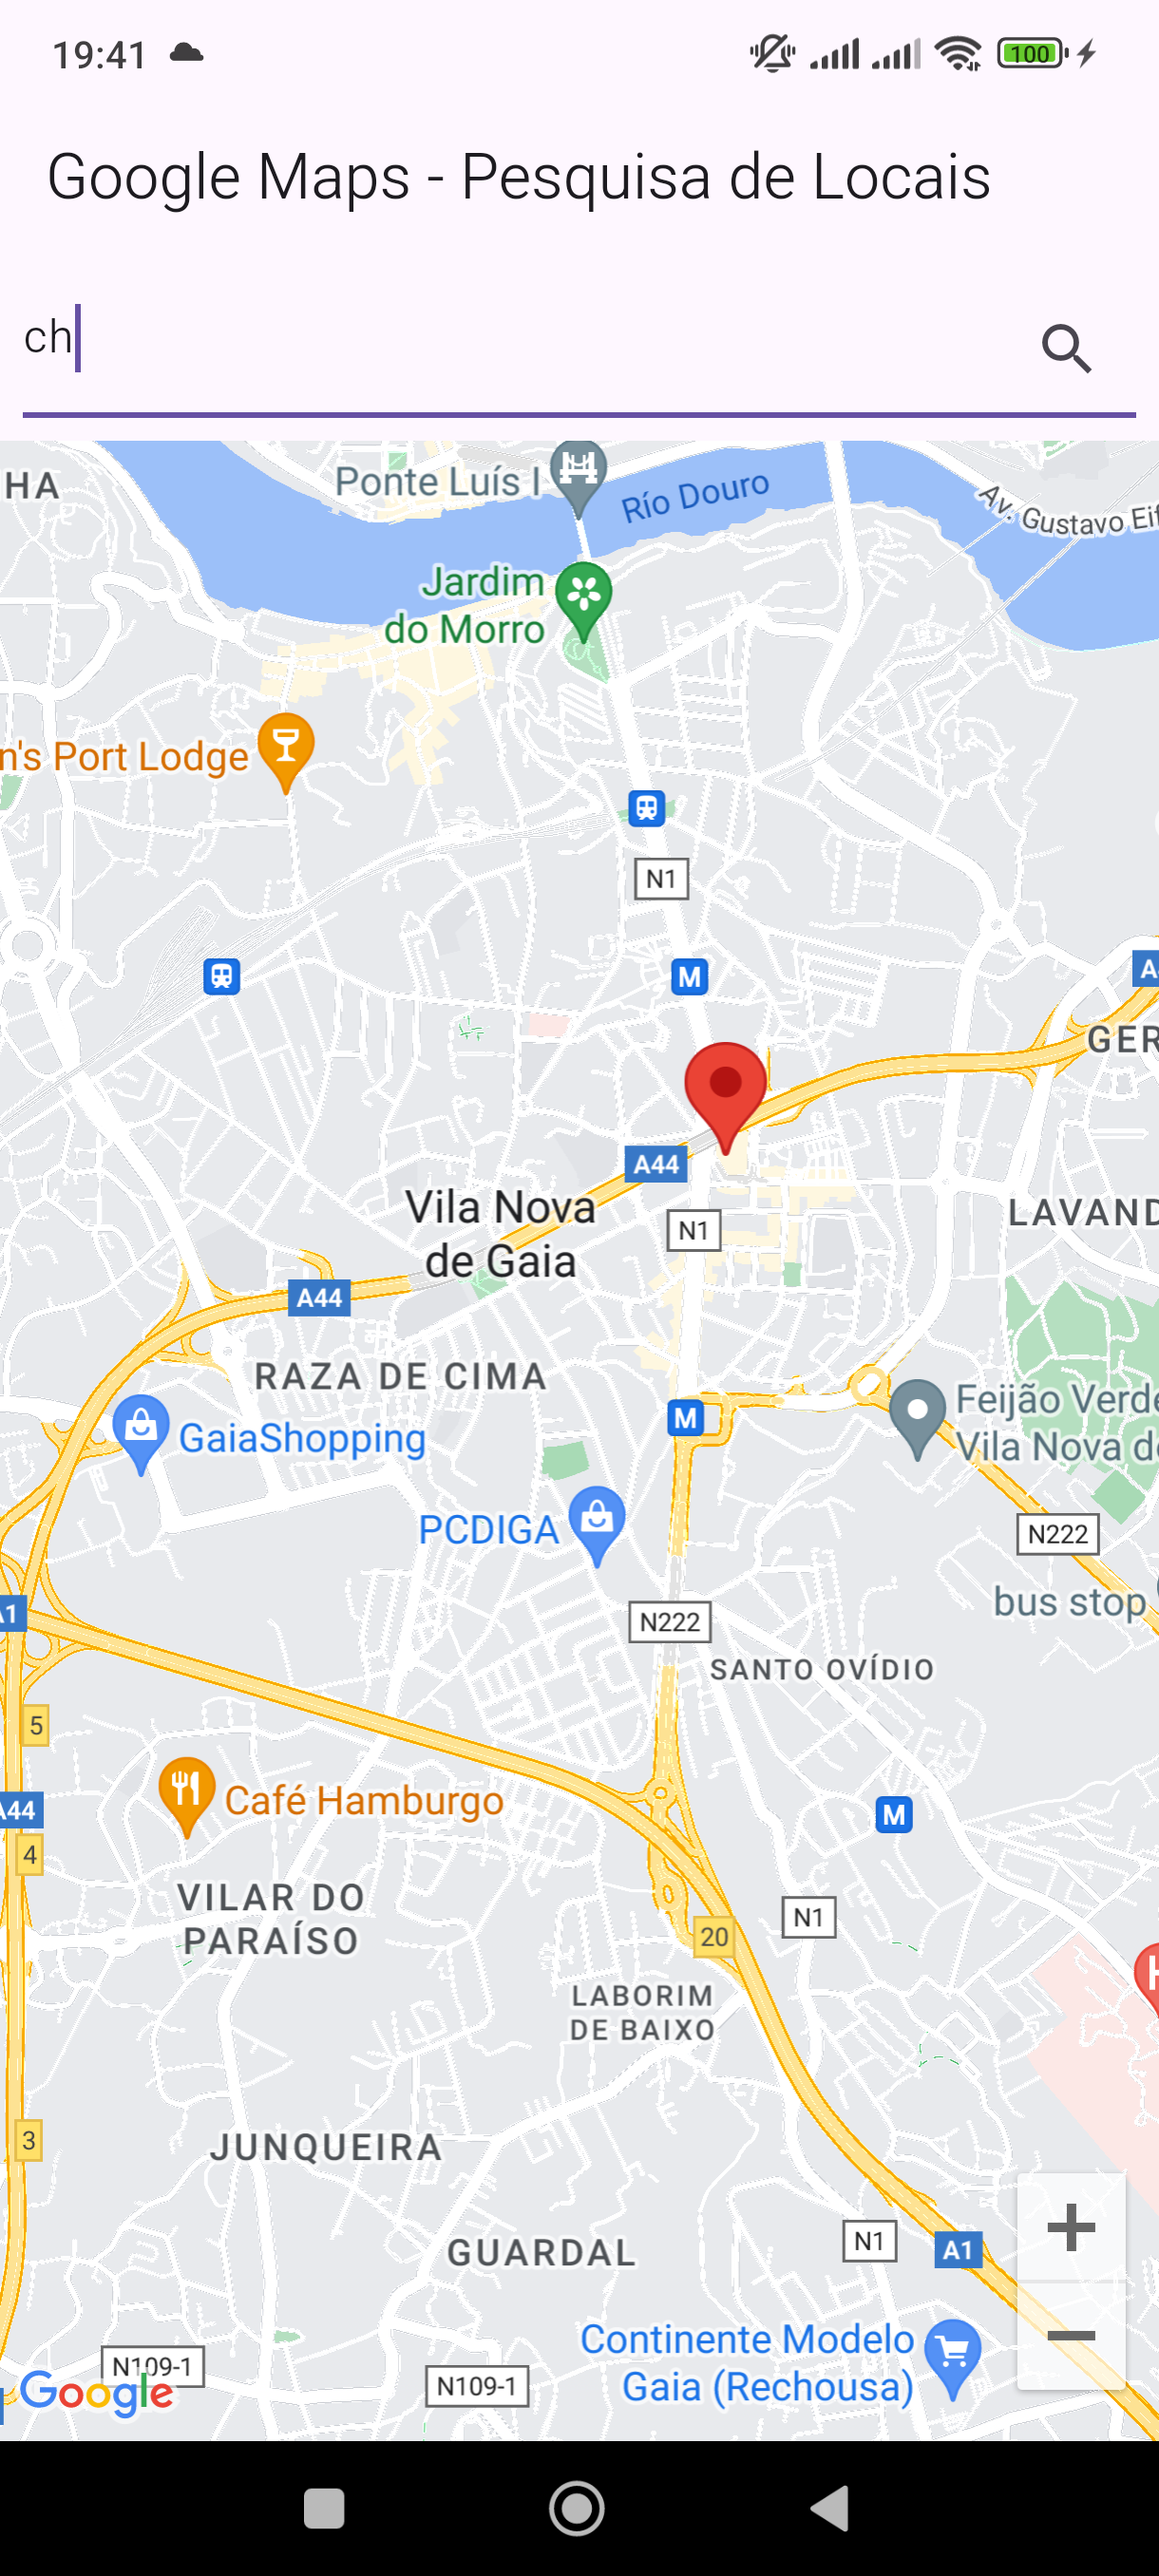 19:41
100
Google Maps - Pesquisa de Locais
ch
HA
Ponte Luís I
Río Douro
Av. Gustavo Eif
Jardim
do Morro
n's Port Lodge
N1
M
A
GER
A44
Vila Nova
de Gaia
N1
LAVAND
A44
RAZA DE CIMA
GaiaShopping
M
Feijão Verde
Vila Nova d
PCDIGA
N222
bus stop
A1
N222
SANTO OVÍDIO
5
Café Hamburgo
A44
M
4
VILAR DO
PARAÍSO
N1
20
H
LABORIM
DE BAIXO
3
JUNQUEIRA
N1
A1
GUARDAL
+
−
Continente Modelo
Gaia (Rechousa)
N109-1
Google
N109-1